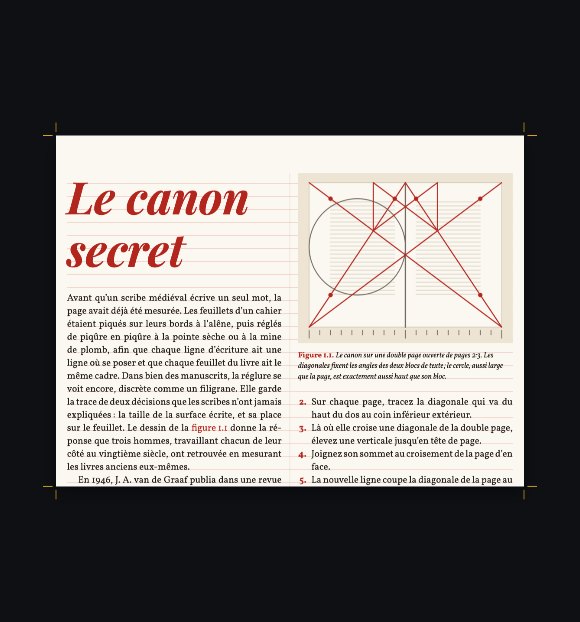 Le canon
secret
Avant qu'un scribe médiéval écrive un seul mot, la
page avait déjà été mesurée. Les feuillets d'un cahier
étaient piqués sur leurs bords à l'alêne, puis réglés
de piqûre en piqûre à la pointe sèche ou à la mine
de plomb, afin que chaque ligne d'écriture ait une
ligne où se poser et que chaque feuillet du livre ait le
même cadre. Dans bien des manuscrits, la réglure se
voit encore, discrète comme un filigrane. Elle garde
la trace de deux décisions que les scribes n'ont jamais
expliquées : la taille de la surface écrite, et sa place
sur le feuillet. Le dessin de la figure 1.1 donne la ré-
ponse que trois hommes, travaillant chacun de leur
côté au vingtième siècle, ont retrouvée en mesurant
les livres anciens eux-mêmes.
En 1946, J. A. van de Graaf publia dans une revue
Figure 1.1. Le canon sur une double page ouverte de pages 2:3. Les
diagonales fixent les angles des deux blocs de texte ; le cercle, aussi large
que la page, est exactement aussi haut que son bloc.
2. Sur chaque page, tracez la diagonale qui va du
haut du dos au coin inférieur extérieur.
3. Là où elle croise une diagonale de la double page,
élevez une verticale jusqu'en tête de page.
4. Joignez son sommet au croisement de la page d'en
face.
5. La nouvelle ligne coupe la diagonale de la page au